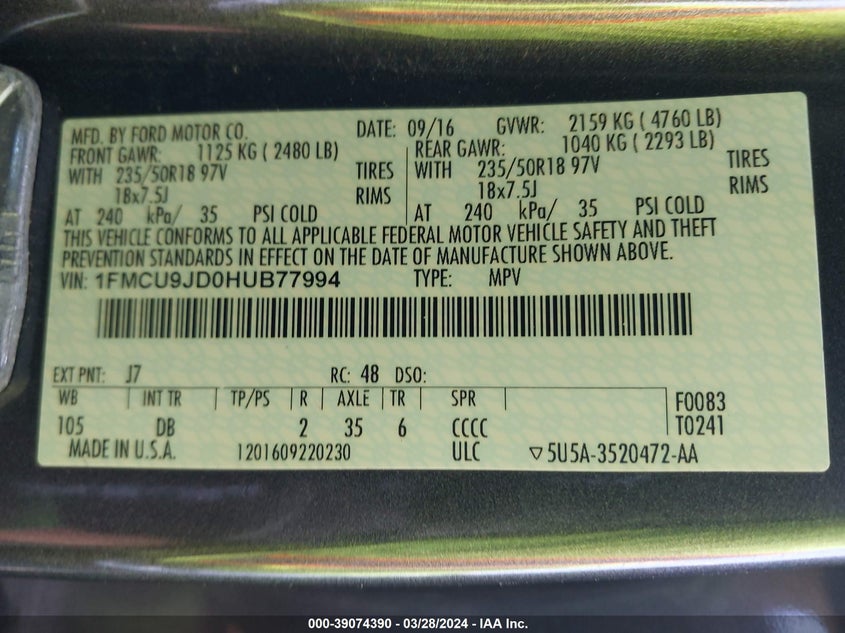 MFD. BY FORD MOTOR CO. DATE: 09/16 GVWR: 2159 KG ( 4760 LB)
FRONT GAWR: 1125 KG ( 2480 LB) REAR GAWR: 1040 KG ( 2293 LB)
WITH 235/50R18 97V TIRES WITH 235/50R18 97V TIRES
18x7.5J RIMS 18x7.5J RIMS
AT 240 kPa/ 35 PSI COLD AT 240 kPa/ 35 PSI COLD
THIS VEHICLE CONFORMS TO ALL APPLICABLE FEDERAL MOTOR VEHICLE SAFETY AND THEFT
PREVENTION STANDARDS IN EFFECT ON THE DATE OF MANUFACTURE SHOWN ABOVE.
VIN: 1FMCU9JD0HUB77994 TYPE: MPV
EXT PNT: J7 RC: 48 DSO:
WB INT TR TP/PS R AXLE TR SPR F0083
105 DB 2 35 6 CCCC T0241
MADE IN U.S.A. 1201609220230 ULC ▽5U5A-3520472-AA
000-39074390 - 03/28/2024 - IAA Inc.